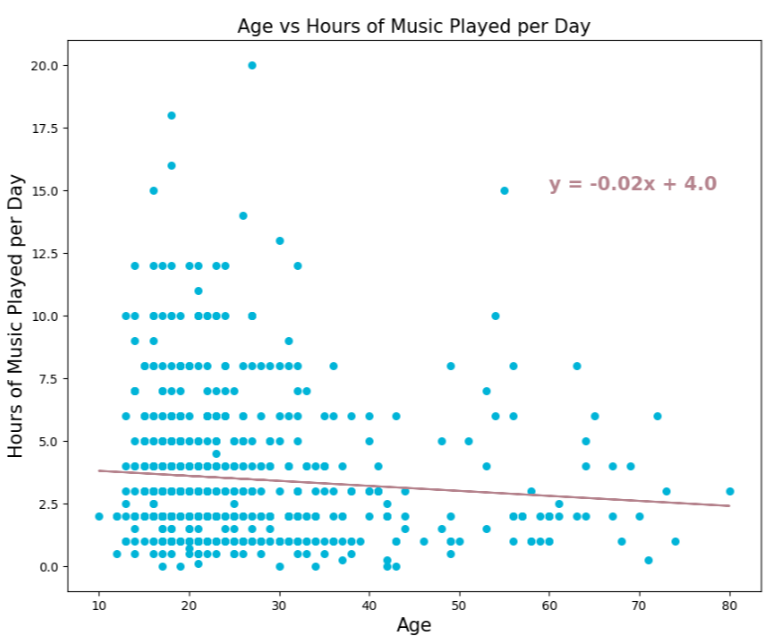 Age vs Hours of Music Played per Day
Hours of Music Played per Day
20.0
17.5
15.0
12.5
10.0
7.5
5.0
2.5
0.0
y = -0.02x + 4.0
10 20 30 40 50 60 70 80
Age